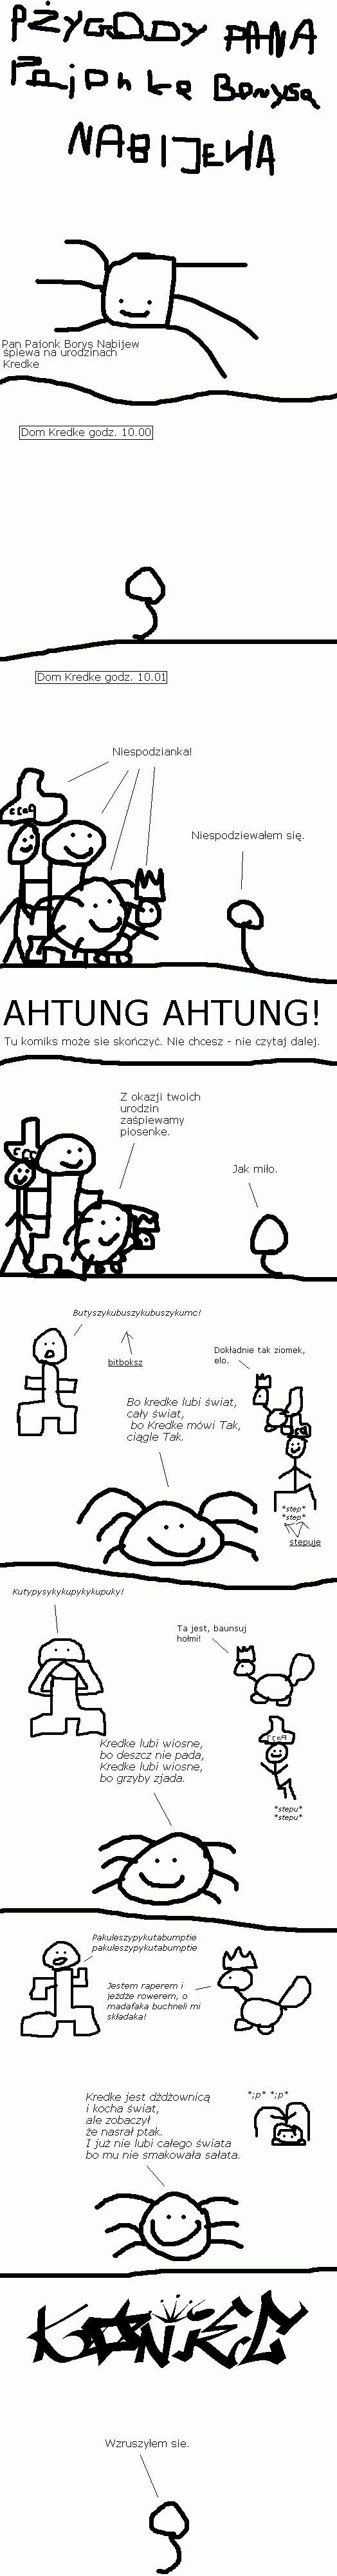 PŻYGODY PANA
Pajonka Borysa
NABIJEWA
Pan Pajonk Borys Nabijew
śpiewa na urodzinach
Kredke
Dom Kredke godz. 10.00
Dom Kredke godz. 10.01
Niespodzianka!
Niespodziewałem się.
AHTUNG AHTUNG!
Tu komiks może sie skończyć. Nie chcesz - nie czytaj dalej.
Z okazji twoich
urodzin
zaśpiewamy
piosenke.
Jak miło.
Butyszykubuszykubuszykumc!
bitboksz
Dokładnie tak ziomek,
elo.
Bo kredke lubi świat,
cały świat,
bo Kredke mówi Tak,
ciągle Tak.
*step*
*step*
stepuje
Kutypysykykupykykupuky!
Ta jest, baunsuj
hołmi!
Kredke lubi wiosne,
bo deszcz nie pada,
Kredke lubi wiosne,
bo grzyby zjada.
*stepu*
*stepu*
Pakuleszypykutabumptie
pakuleszypykutabumptie
Jestem raperem i
jeżdże rowerem, o
madafaka buchneli mi
składaka!
Kredke jest dżdżownicą
i kocha świat,
ale zobaczył
że nasrał ptak.
I już nie lubi całego świata
bo mu nie smakowała sałata.
*;p* *;p*
KONIEC
Wzruszyłem sie.